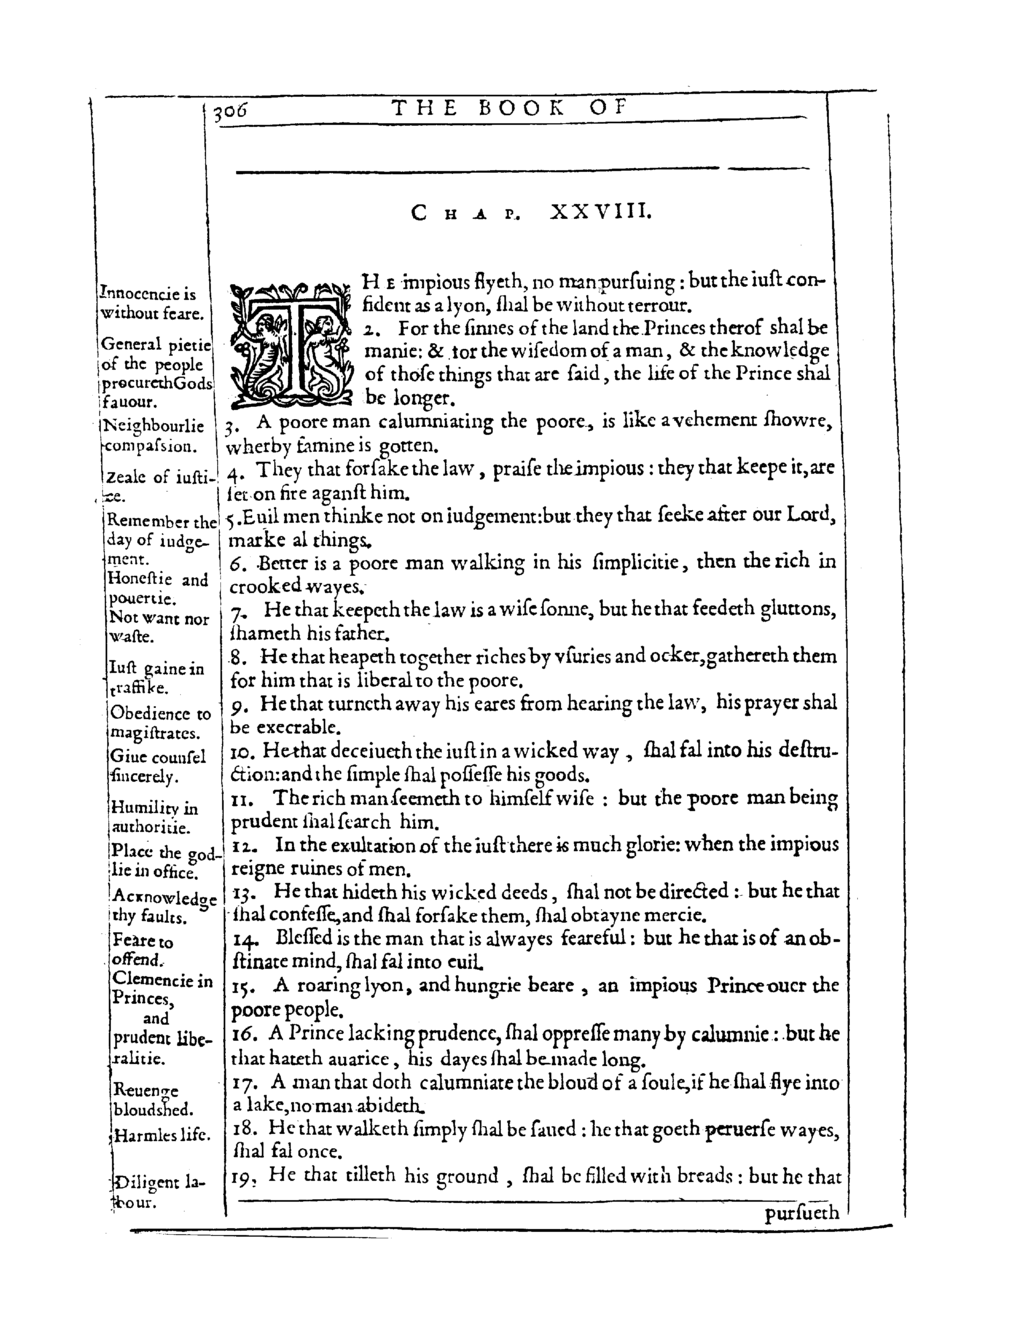 306 THE BOOK OF
CHAP. XXVIII.
Innocencie is
without feare.
General pietie
of the people
procureth Gods
fauour.
Neighbourlie
compaſsion.
Zeale of iuſti-
ce.
Remember the
day of iudge-
ment.
Honeſtie and
pouertie.
Not want nor
waſte.
Iuſt gaine in
traffike.
Obedience to
magiſtrates.
Giue counſel
ſincerely.
Humility in
authoritie.
Place the god-
lie in office.
Acknowledge
thy faults.
Feare to
offend.
Clemencie in
Princes,
and
prudent libe-
ralitie.
Reuenge
bloudshed.
Harmles life.
Diligent la-
bour.
THE impious flyeth, no man purſuing: but the iuſt con-
fident as a lyon, ſhal be without terrour.
2. For the ſinnes of the land the Princes therof shal be
manie: & for the wiſedom of a man, & the knowledge
of thoſe things that are ſaid, the life of the Prince shal
be longer.
3. A poore man calumniating the poore, is like a vehement ſhowre,
wherby famine is gotten.
4. They that forſake the law, praiſe the impious: they that keepe it, are
ſet on fire aganſt him.
5. Euil men thinke not on iudgement: but they that ſeeke after our Lord,
marke al things.
6. Better is a poore man walking in his ſimplicitie, then the rich in
crooked wayes.
7. He that keepeth the law is a wiſe ſonne, but he that feedeth gluttons,
ſhameth his father.
8. He that heapeth together riches by vſuries and ocker, gathereth them
for him that is liberal to the poore.
9. He that turneth away his eares from hearing the law, his prayer shal
be execrable.
10. He that deceiueth the iuſt in a wicked way, ſhal fal into his deſtru-
ction: and the ſimple ſhal poſſeſſe his goods.
11. The rich man ſeemeth to himſelf wiſe: but the poore man being
prudent ſhal ſearch him.
12. In the exultation of the iuſt there is much glorie: when the impious
reigne ruines of men.
13. He that hideth his wicked deeds, ſhal not be directed: but he that
ſhal confeſſe, and ſhal forſake them, ſhal obtayne mercie.
14. Bleſſed is the man that is alwayes feareful: but he that is of an ob-
ſtinate mind, ſhal fal into euil.
15. A roaring lyon, and hungrie beare, an impious Prince ouer the
poore people.
16. A Prince lacking prudence, ſhal oppreſſe many by calumnie: but he
that hateth auarice, his dayes ſhal be made long.
17. A man that doth calumniate the bloud of a ſoule, if he ſhal flye into
a lake, no man abideth.
18. He that walketh ſimply ſhal be ſaued: he that goeth peruerſe wayes,
ſhal fal once.
19. He that tilleth his ground, ſhal be filled with breads: but he that
purſueth